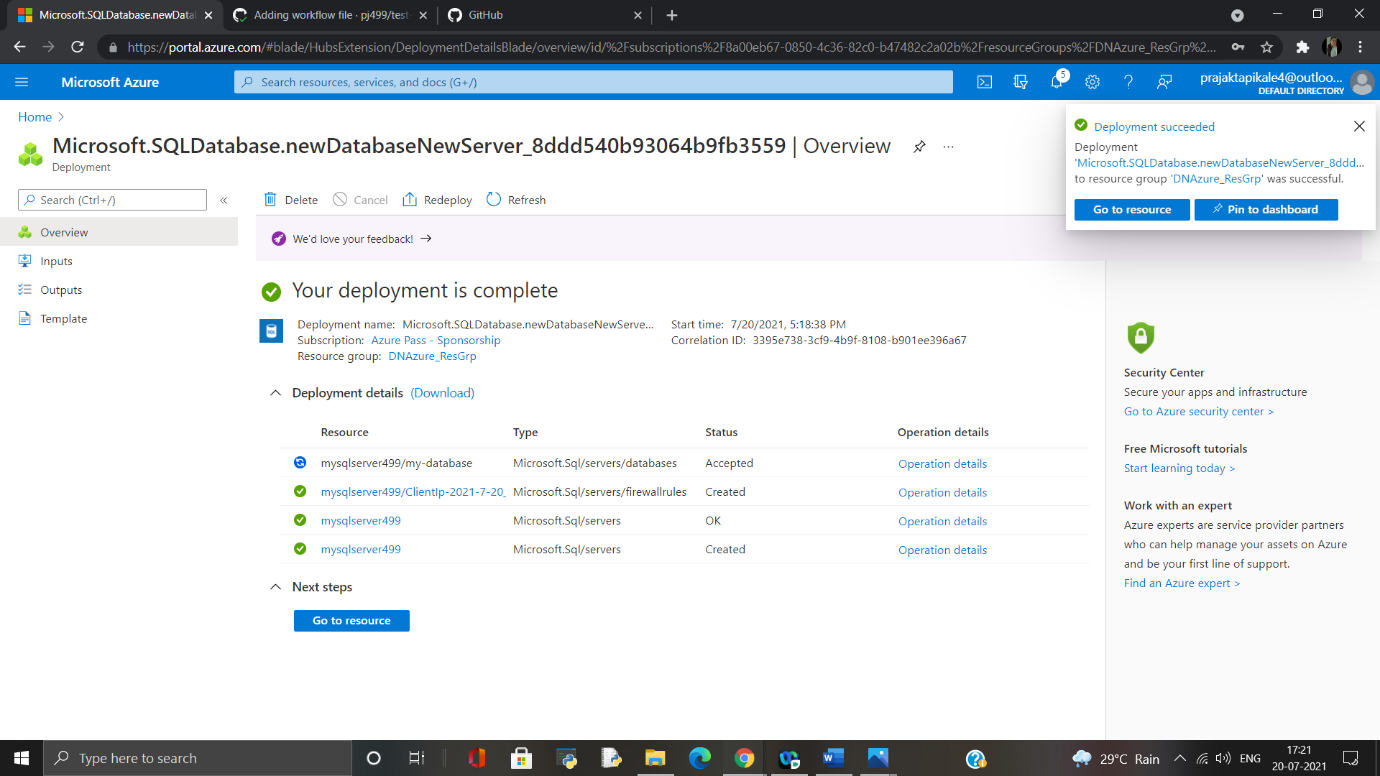 Microsoft.SQLDatabase.newData
Adding workflow file · pj499/test
GitHub
https://portal.azure.com/#blade/HubsExtension/DeploymentDetailsBlade/overview/id/%2Fsubscriptions%2F8a00eb67-0850-4c36-82c0-b47482c2a02b%2FresourceGroups%2FDNAzure_ResGrp%2...
Microsoft Azure
Search resources, services, and docs (G+/)
5
prajaktapikale4@outloo...
DEFAULT DIRECTORY
Home
Microsoft.SQLDatabase.newDatabaseNewServer_8ddd540b93064b9fb3559 | Overview
Deployment
Deployment succeeded
Deployment
'Microsoft.SQLDatabase.newDatabaseNewServer_8ddd...
to resource group 'DNAzure_ResGrp' was successful.
Go to resource
Pin to dashboard
Search (Ctrl+/)
Delete
Cancel
Redeploy
Refresh
Overview
Inputs
Outputs
Template
We'd love your feedback! →
Your deployment is complete
Deployment name: Microsoft.SQLDatabase.newDatabaseNewServe...
Start time: 7/20/2021, 5:18:38 PM
Subscription: Azure Pass - Sponsorship
Correlation ID: 3395e738-3cf9-4b9f-8108-b901ee396a67
Resource group: DNAzure_ResGrp
Deployment details (Download)
Resource Type Status Operation details
mysqlserver499/my-database Microsoft.Sql/servers/databases Accepted Operation details
mysqlserver499/ClientIp-2021-7-20_ Microsoft.Sql/servers/firewallrules Created Operation details
mysqlserver499 Microsoft.Sql/servers OK Operation details
mysqlserver499 Microsoft.Sql/servers Created Operation details
Next steps
Go to resource
Security Center
Secure your apps and infrastructure
Go to Azure security center >
Free Microsoft tutorials
Start learning today >
Work with an expert
Azure experts are service provider partners
who can help manage your assets on Azure
and be your first line of support.
Find an Azure expert >
Type here to search
29°C Rain
ENG
17:21
20-07-2021